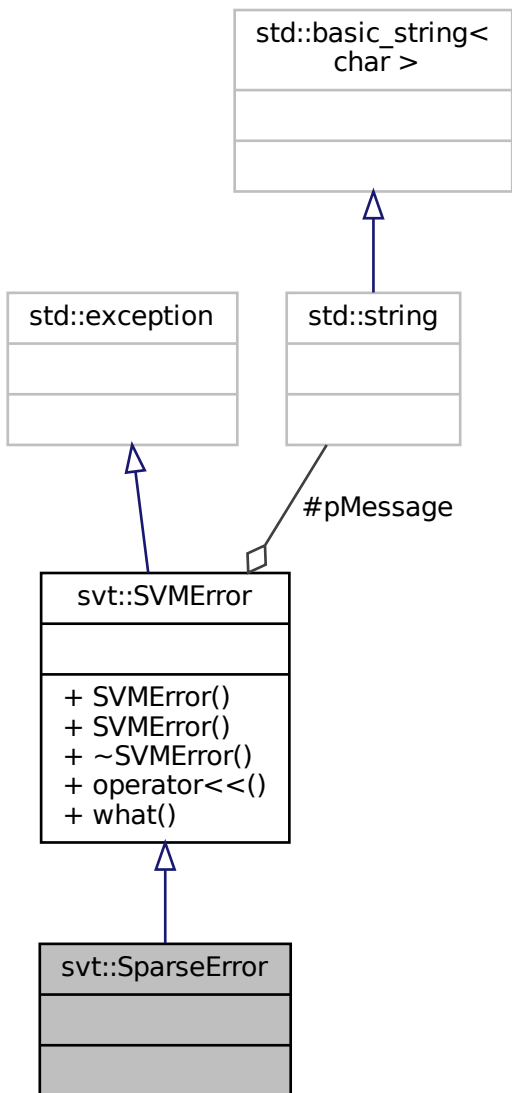 std::basic_string<
char >
std::exception
std::string
#pMessage
svt::SVMError
+ SVMError()
+ SVMError()
+ ~SVMError()
+ operator<<()
+ what()
svt::SparseError